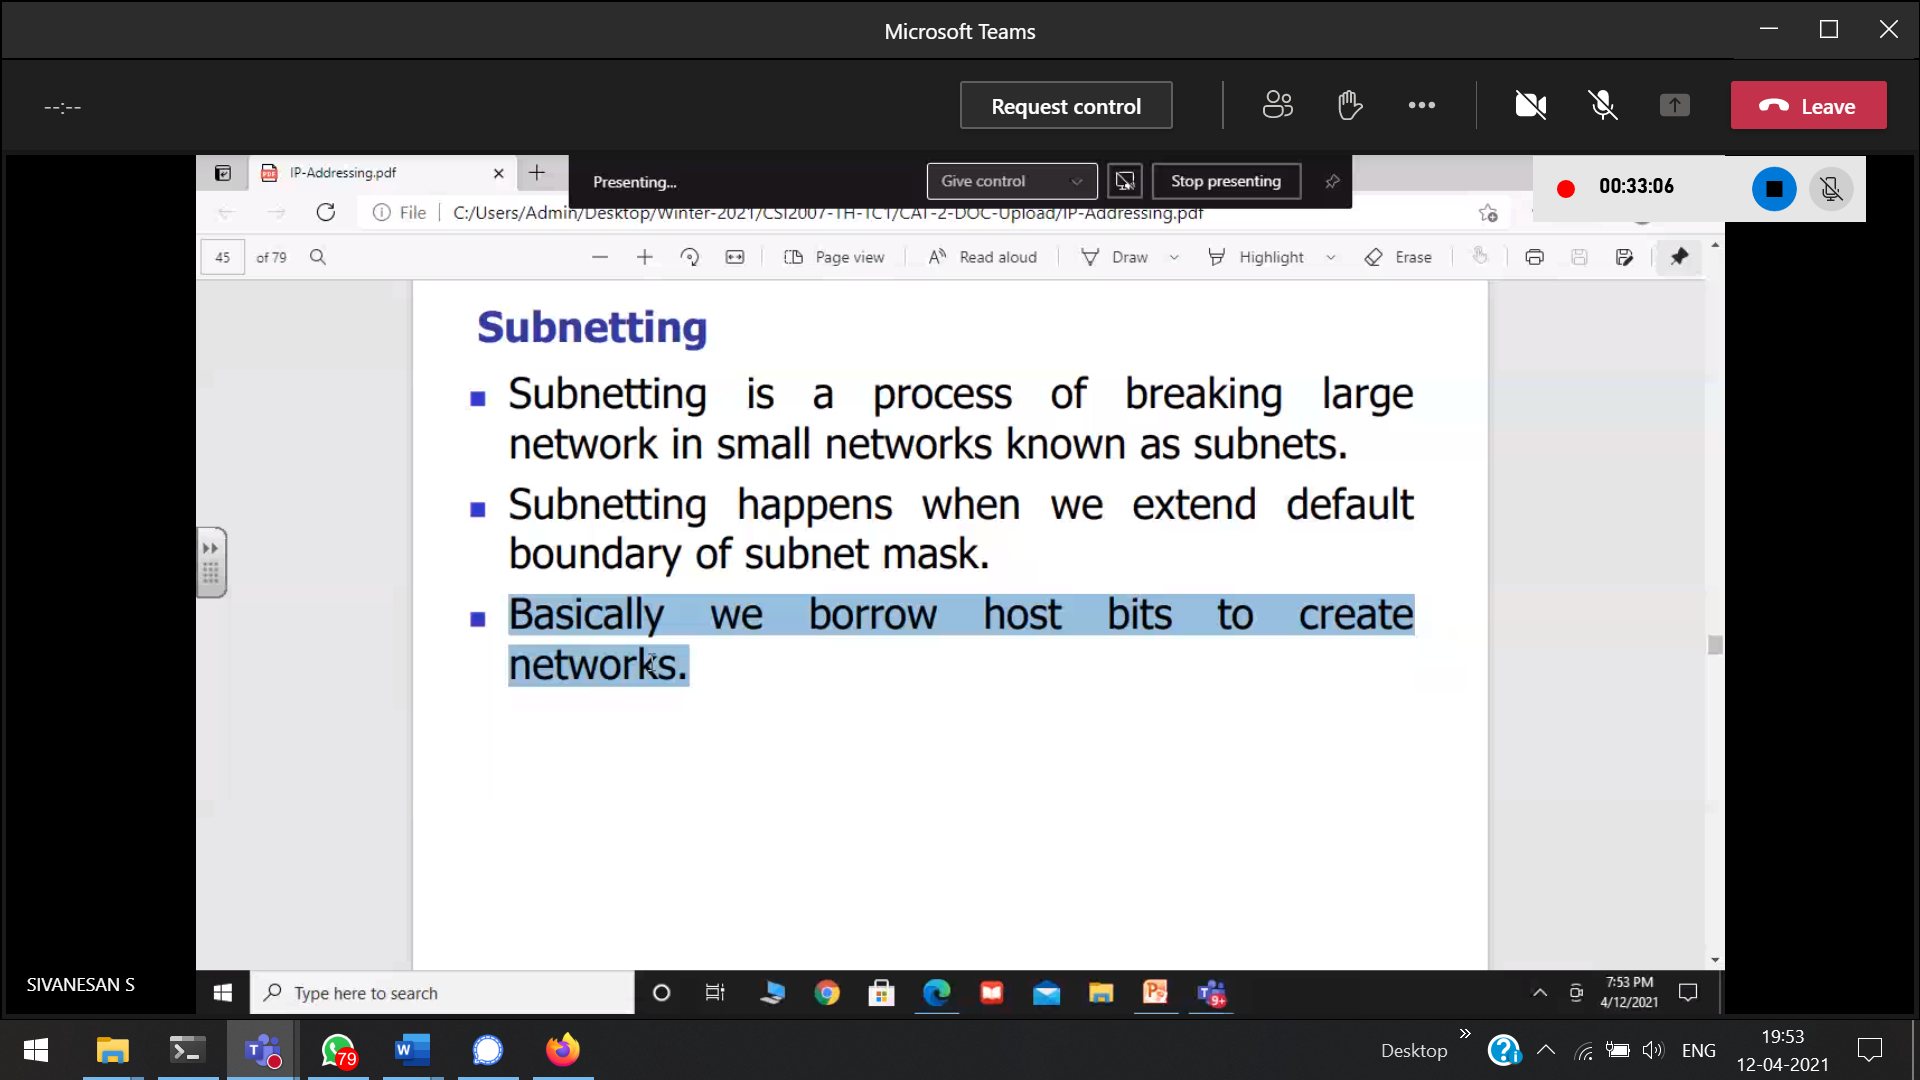 Microsoft Teams
--:--
Request control
Leave
IP-Addressing.pdf
Presenting...
Give control
Stop presenting
00:33:06
File
C:/Users/Admin/Desktop/Winter-2021/CSI2007-TH-TC1/CAT-2-DOC-Upload/IP-Addressing.pdf
45 of 79
Page view
Read aloud
Draw
Highlight
Erase
Subnetting
Subnetting is a process of breaking large
network in small networks known as subnets.
Subnetting happens when we extend default
boundary of subnet mask.
Basically we borrow host bits to create
networks.
SIVANESAN S
Type here to search
9+
7:53 PM
4/12/2021
79
Desktop
ENG
19:53
12-04-2021